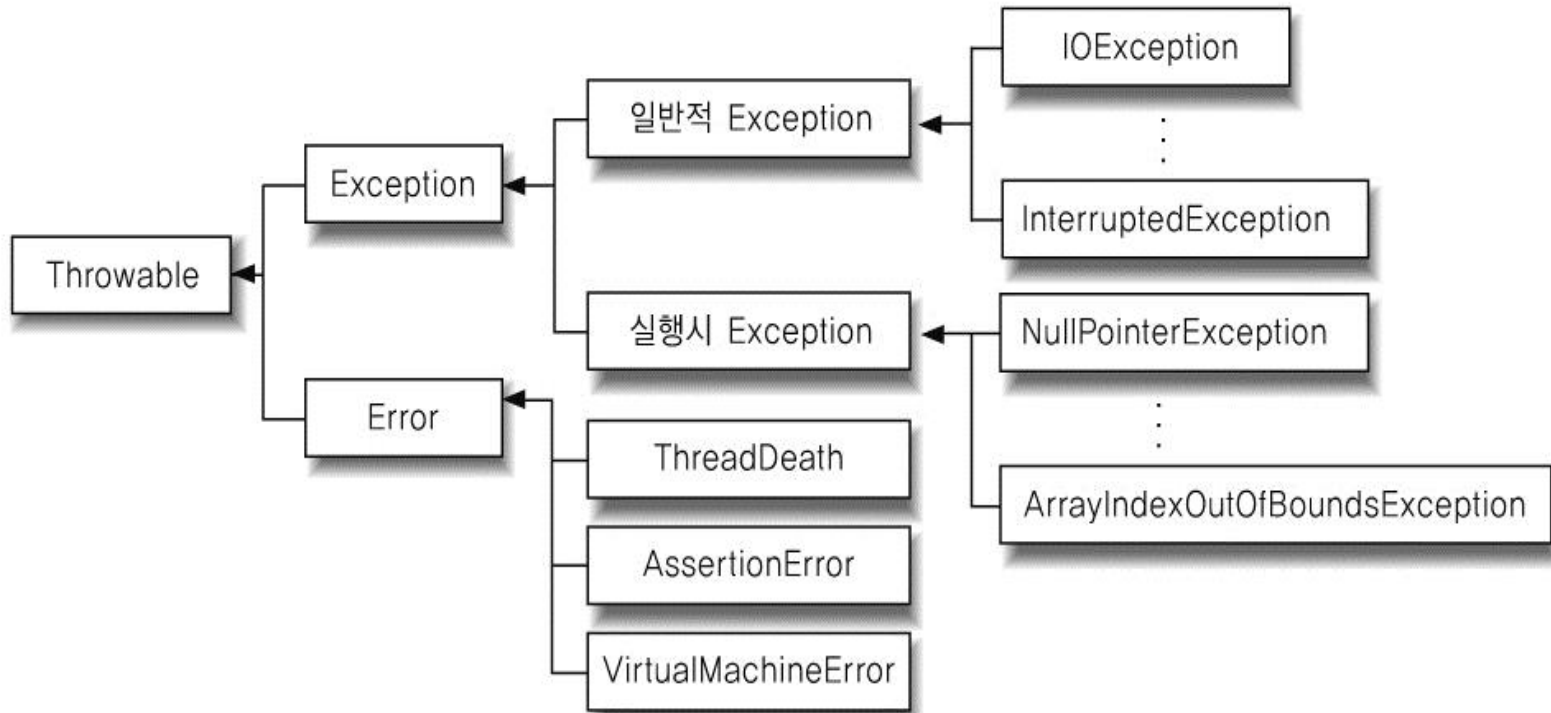 Throwable
Exception
Error
일반적 Exception
실행시 Exception
ThreadDeath
AssertionError
VirtualMachineError
IOException
InterruptedException
NullPointerException
ArrayIndexOutOfBoundsException